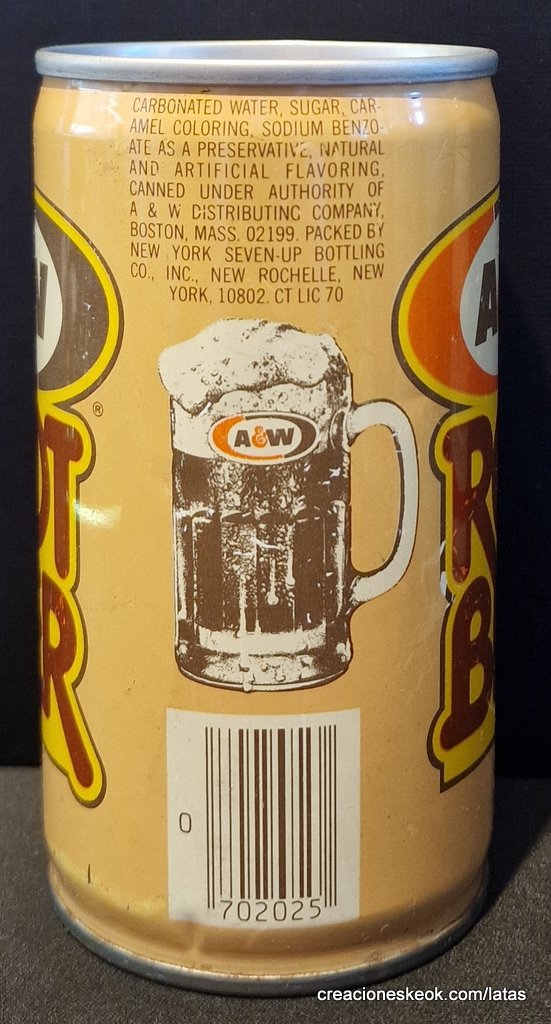 CARBONATED WATER, SUGAR, CAR-
AMEL COLORING, SODIUM BENZO-
ATE AS A PRESERVATIVE, NATURAL
AND ARTIFICIAL FLAVORING,
CANNED UNDER AUTHORITY OF
A & W DISTRIBUTING COMPANY,
BOSTON, MASS. 02199. PACKED BY
NEW YORK SEVEN-UP BOTTLING
CO., INC., NEW ROCHELLE, NEW
YORK, 10802. CT LIC 70
W
A
®
OT
ER
A&W
R
B
0
702025
creacioneskeok.com/latas